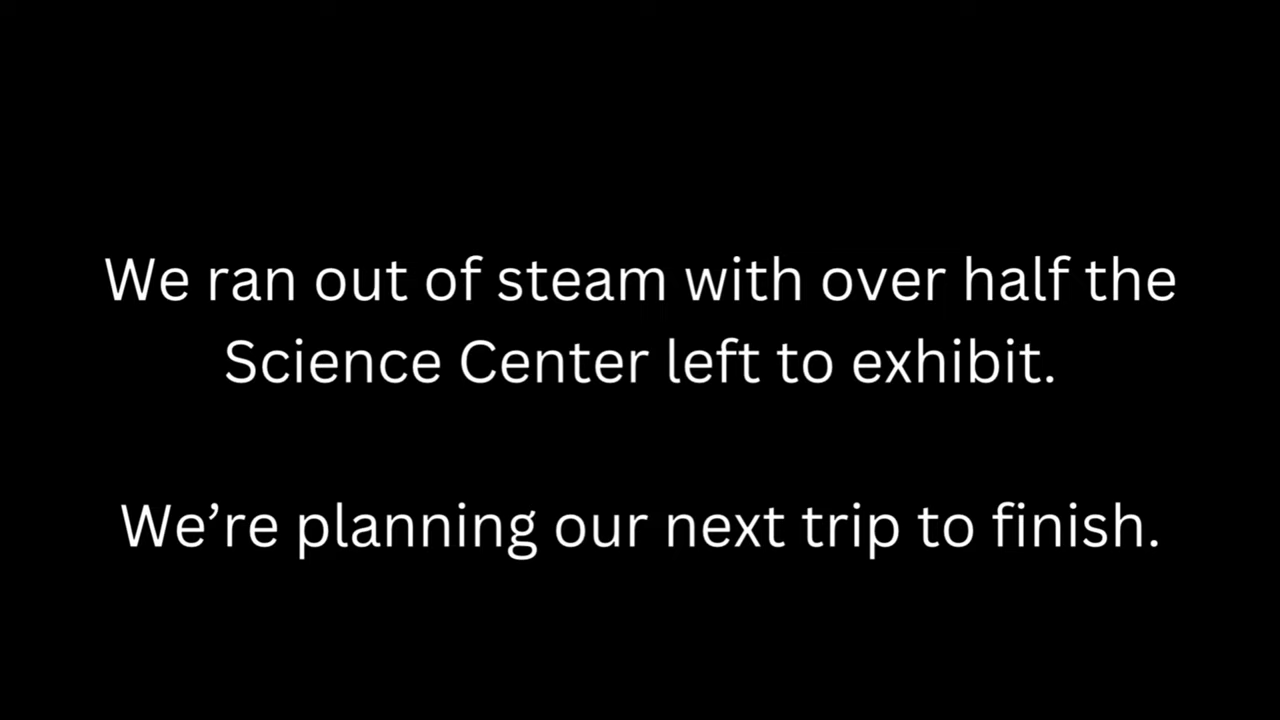 We ran out of steam with over half the
Science Center left to exhibit.
We’re planning our next trip to finish.